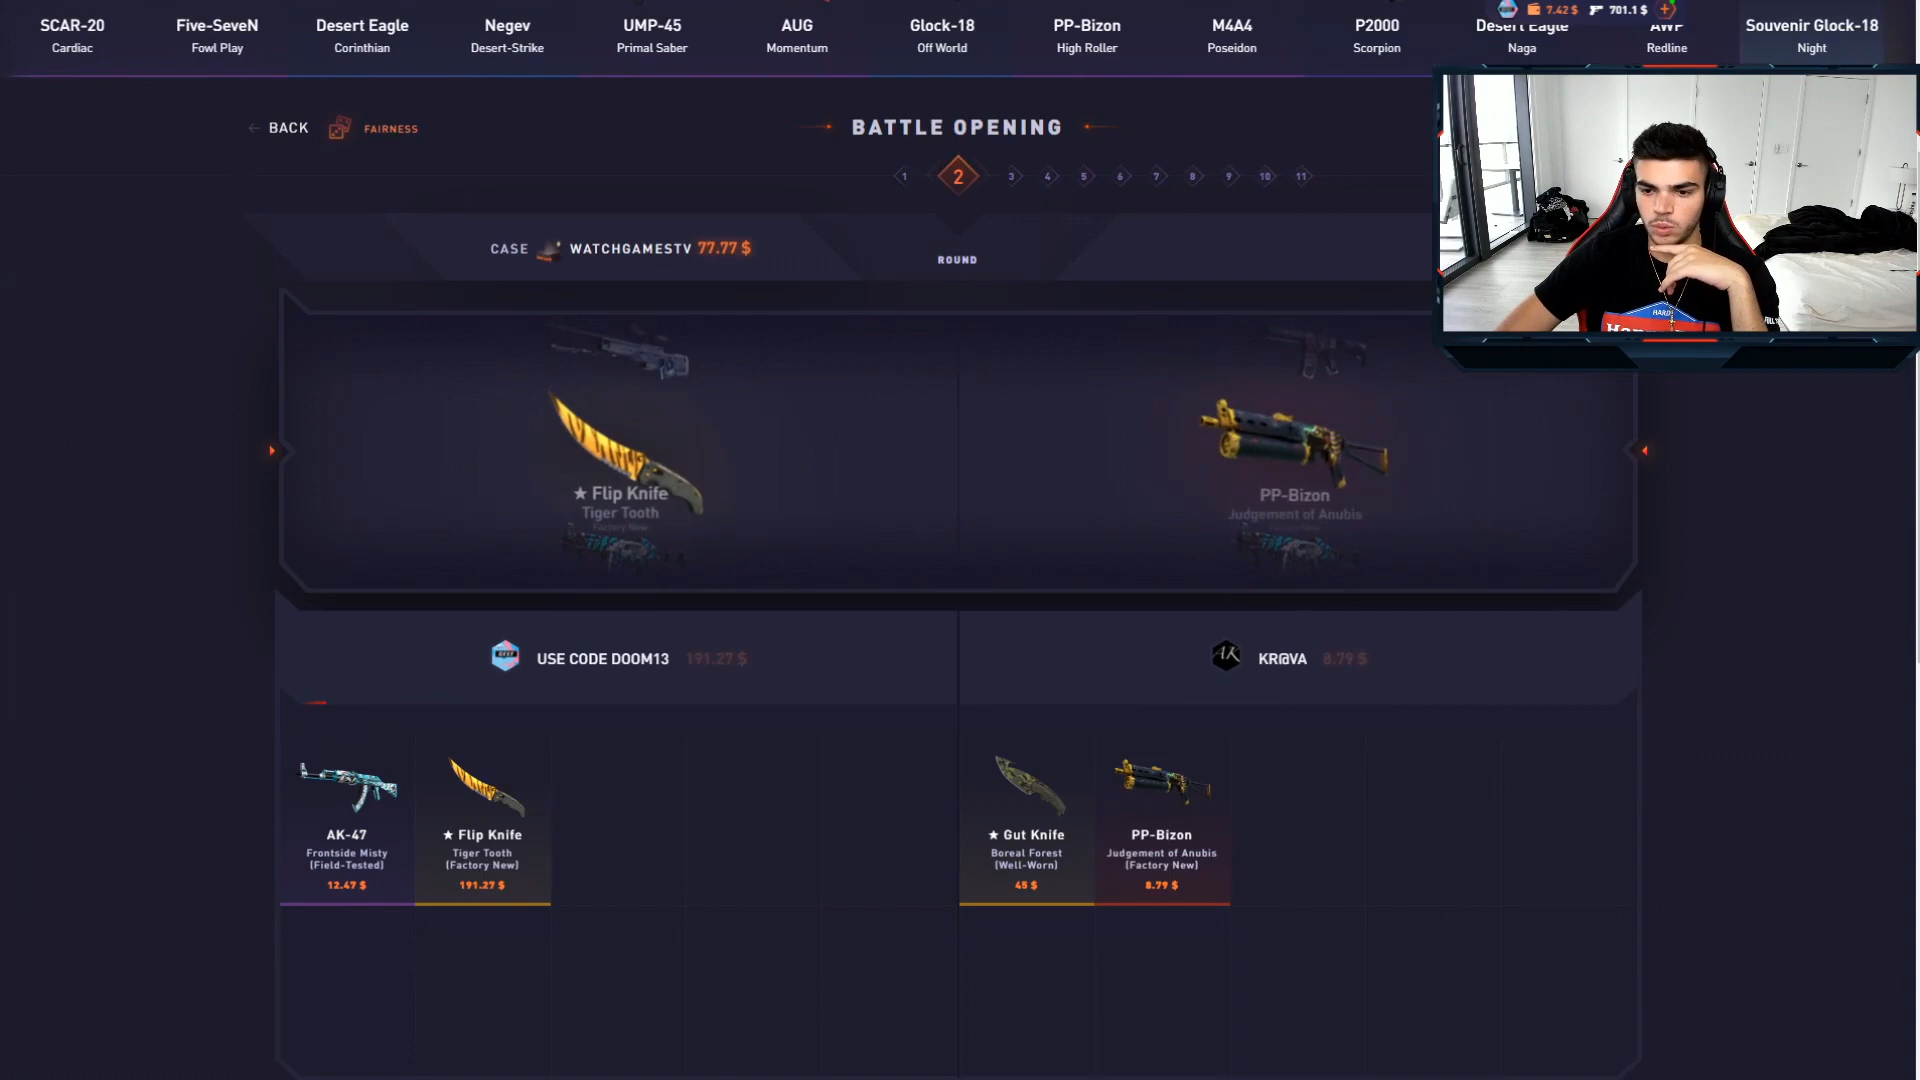 SCAR-20
Cardiac
Five-SeveN
Fowl Play
Desert Eagle
Corinthian
Negev
Desert-Strike
UMP-45
Primal Saber
AUG
Momentum
Glock-18
Off World
PP-Bizon
High Roller
M4A4
Poseidon
P2000
Scorpion
Desert Eagle
Naga
AWP
Redline
Souvenir Glock-18
Night
7.42 $
701.1 $
BACK
FAIRNESS
BATTLE OPENING
1 2 3 4 5 6 7 8 9 10 11
CASE WATCHGAMESTV 77.77 $
ROUND
★ Flip Knife
Tiger Tooth
Factory New
PP-Bizon
Judgement of Anubis
USE CODE DOOM13 191.27 $
KR@VA 8.79 $
AK-47
Frontside Misty
(Field-Tested)
12.47 $
★ Flip Knife
Tiger Tooth
(Factory New)
191.27 $
★ Gut Knife
Boreal Forest
(Well-Worn)
45 $
PP-Bizon
Judgement of Anubis
(Factory New)
8.79 $
HARD